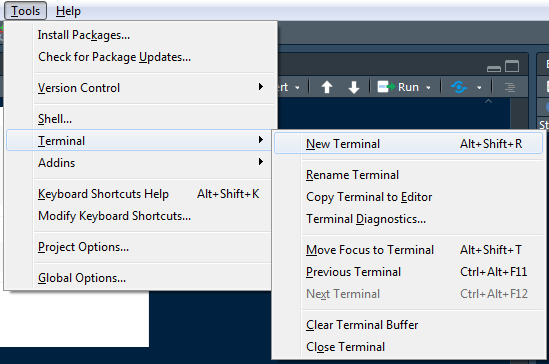 Tools Help
Install Packages...
Check for Package Updates...
Version Control
ert Run
Shell...
Terminal
New Terminal Alt+Shift+R
Addins
Rename Terminal
Keyboard Shortcuts Help Alt+Shift+K
Copy Terminal to Editor
Modify Keyboard Shortcuts...
Terminal Diagnostics...
Project Options...
Move Focus to Terminal Alt+Shift+T
Previous Terminal Ctrl+Alt+F11
Global Options...
Next Terminal Ctrl+Alt+F12
Clear Terminal Buffer
Close Terminal